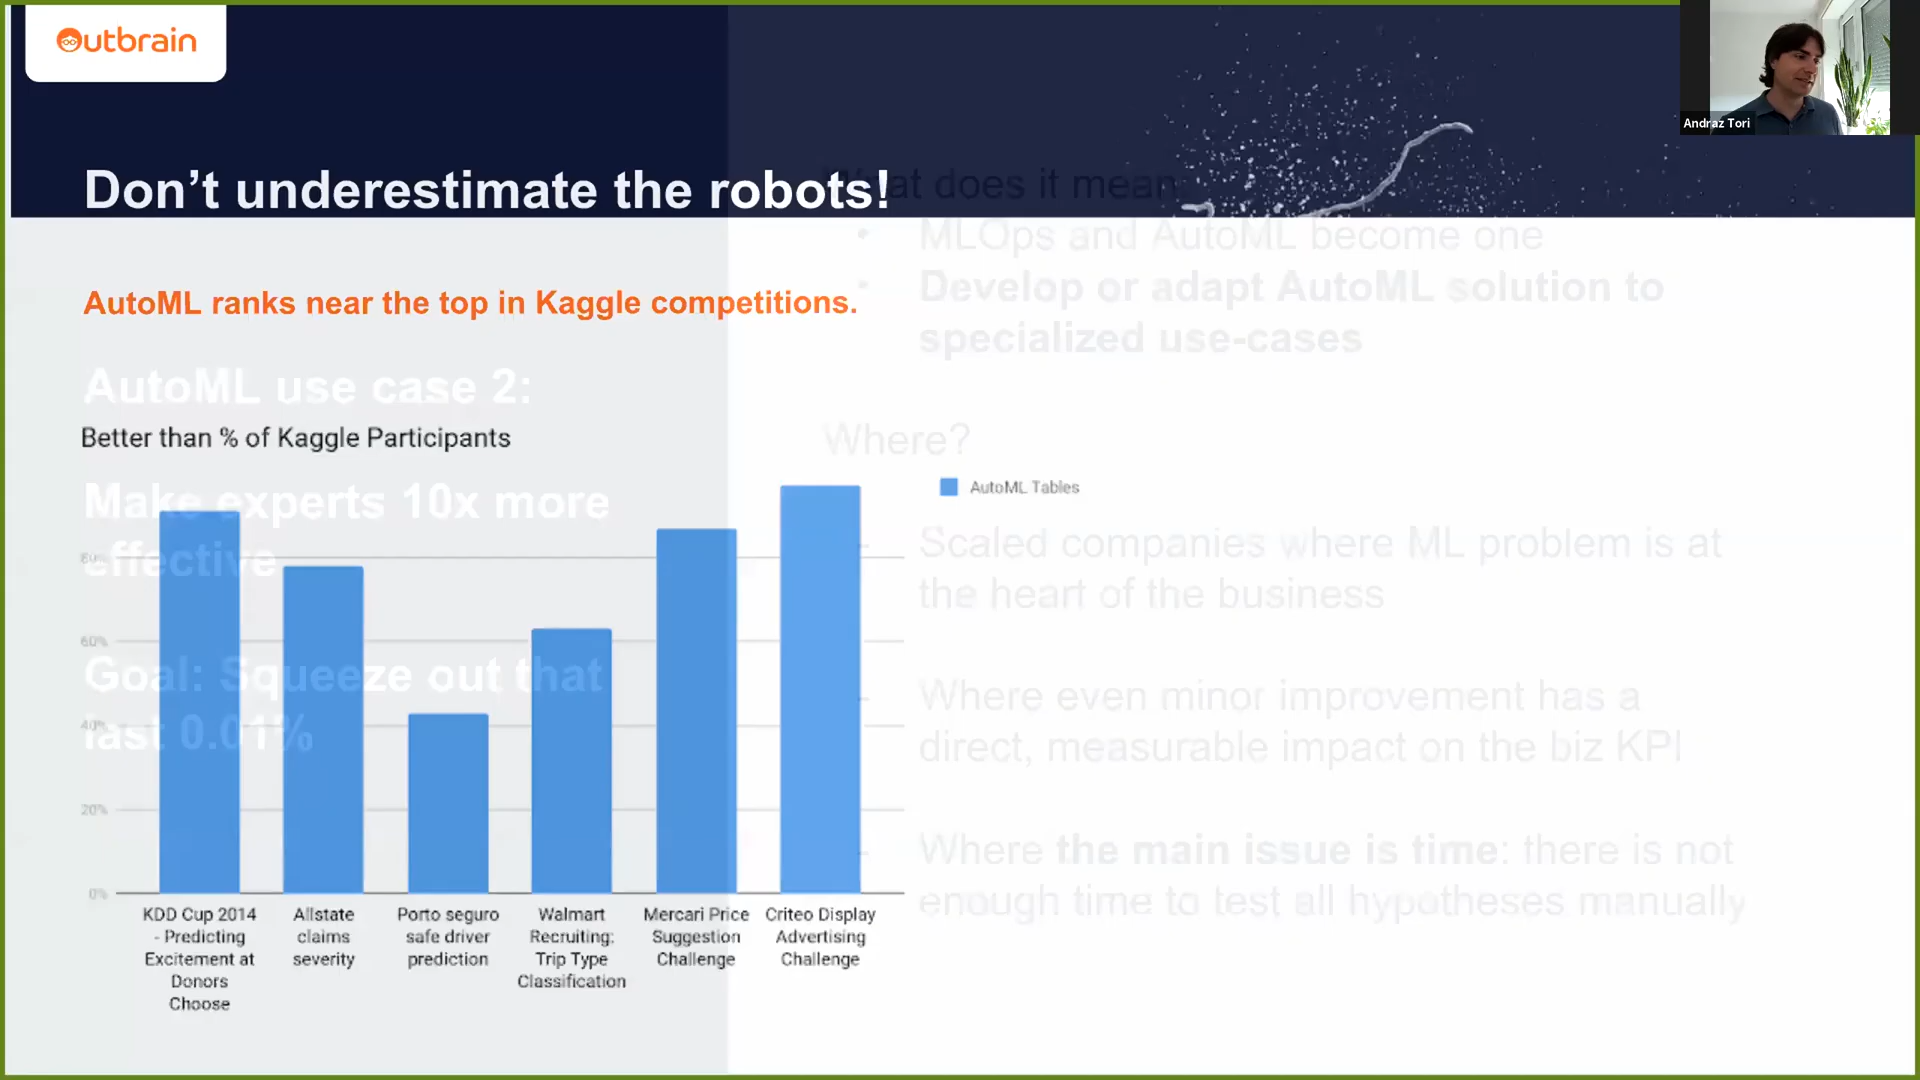 Outbrain
Andraz Tori
Don’t underestimate the robots!
AutoML ranks near the top in Kaggle competitions.
Better than % of Kaggle Participants
AutoML Tables
80%
60%
40%
20%
0%
KDD Cup 2014
- Predicting
Excitement at
Donors
Choose
Allstate
claims
severity
Porto seguro
safe driver
prediction
Walmart
Recruiting:
Trip Type
Classification
Mercari Price
Suggestion
Challenge
Criteo Display
Advertising
Challenge
AutoML use case 2:
Make experts 10x more
effective
Goal: Squeeze out that
last 0.01%
What does it mean
• MLOps and AutoML become one
• Develop or adapt AutoML solution to
specialized use-cases
Where?
- Scaled companies where ML problem is at
the heart of the business
- Where even minor improvement has a
direct, measurable impact on the biz KPI
- Where the main issue is time: there is not
enough time to test all hypotheses manually